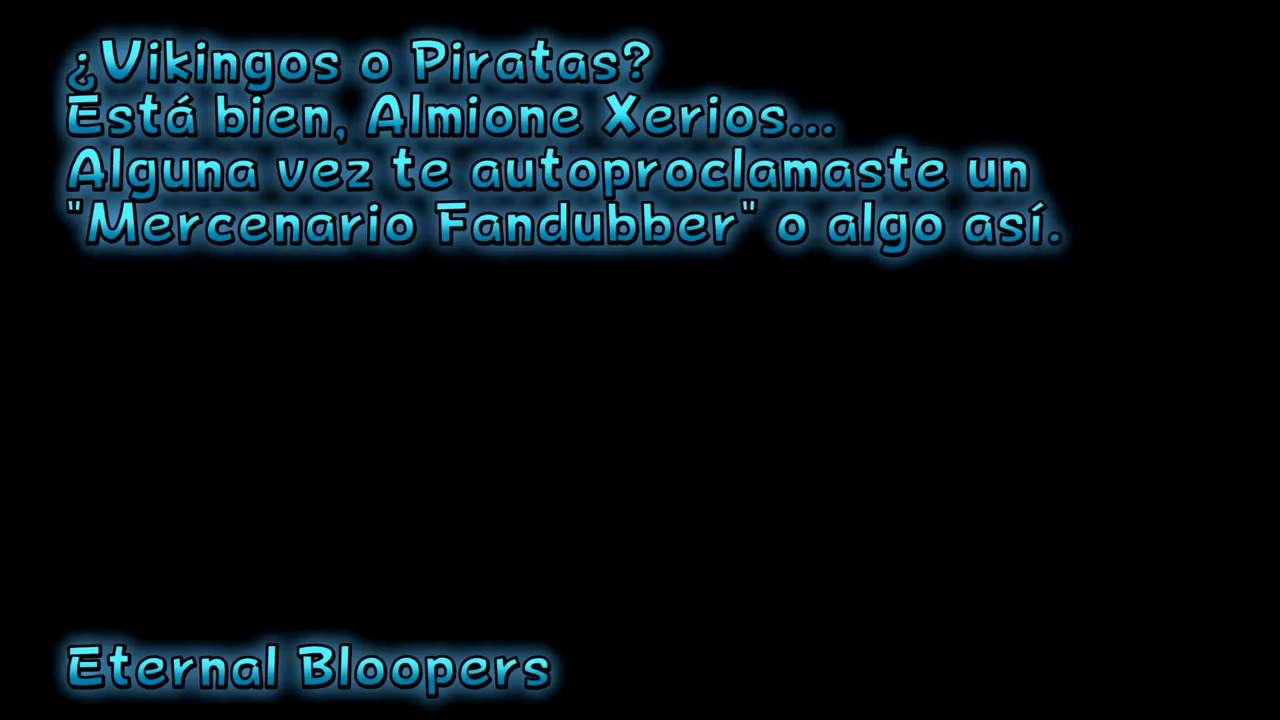 ¿Vikingos o Piratas?
Está bien, Almione Xerios...
Alguna vez te autoproclamaste un
"Mercenario Fandubber" o algo así.
Eternal Bloopers